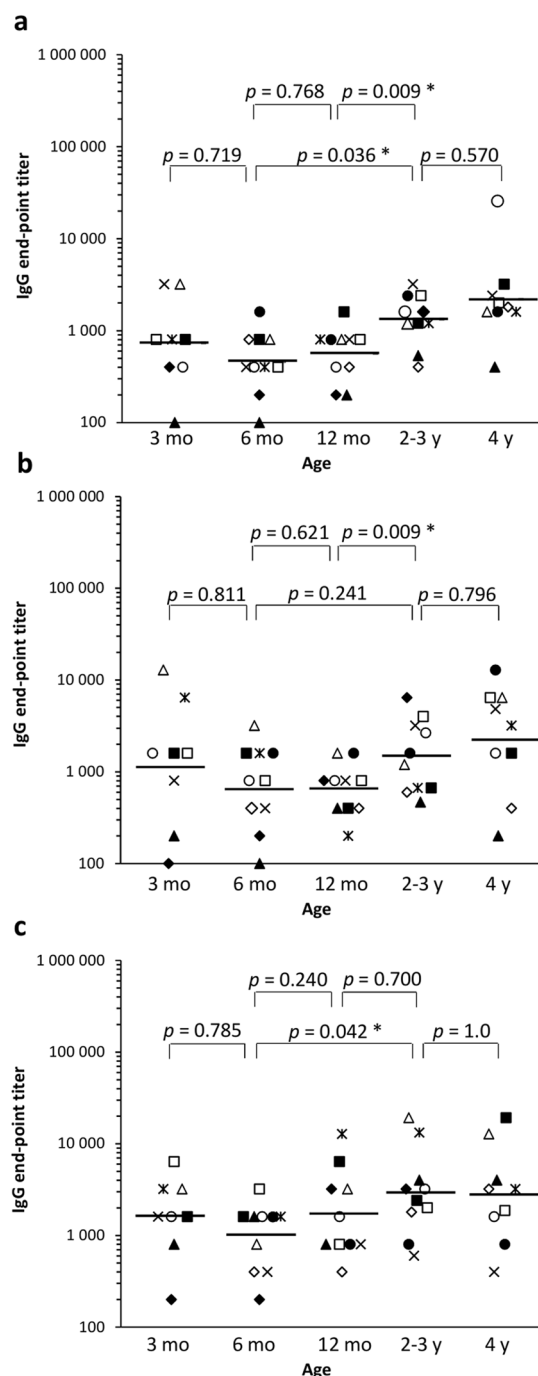 a
1 000 000
p = 0.768 p = 0.009 *
100 000
p = 0.719 p = 0.036 * p = 0.570
IgG end-point titer
10 000
1 000
100
3 mo 6 mo 12 mo 2-3 y 4 y
Age
b
1 000 000
p = 0.621 p = 0.009 *
100 000
p = 0.811 p = 0.241 p = 0.796
IgG end-point titer
10 000
1 000
100
3 mo 6 mo 12 mo 2-3 y 4 y
Age
c
1 000 000
p = 0.240 p = 0.700
100 000
p = 0.785 p = 0.042 * p = 1.0
IgG end-point titer
10 000
1 000
100
3 mo 6 mo 12 mo 2-3 y 4 y
Age